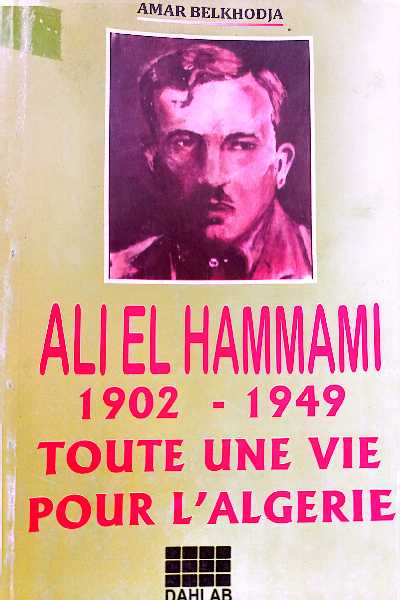 AMAR BELKHODJA
ALI EL HAMMAMI
1902 - 1949
TOUTE UNE VIE
POUR L'ALGERIE
DAHLAB